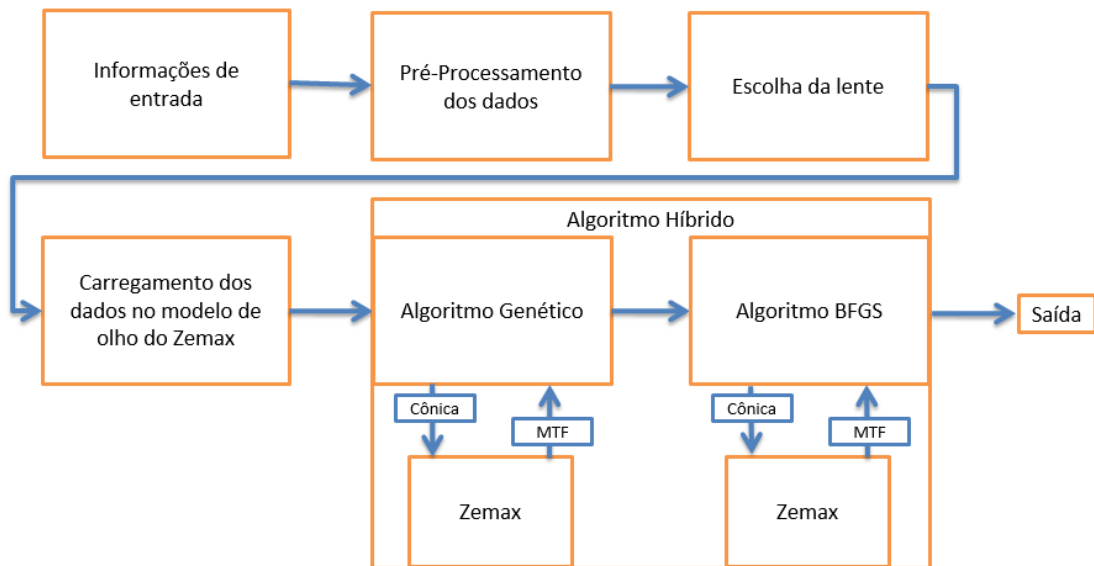 Informações de
entrada
Pré-Processamento
dos dados
Escolha da lente
Carregamento dos
dados no modelo de
olho do Zemax
Algoritmo Híbrido
Algoritmo Genético
Algoritmo BFGS
Saída
Cônica
MTF
Cônica
MTF
Zemax
Zemax